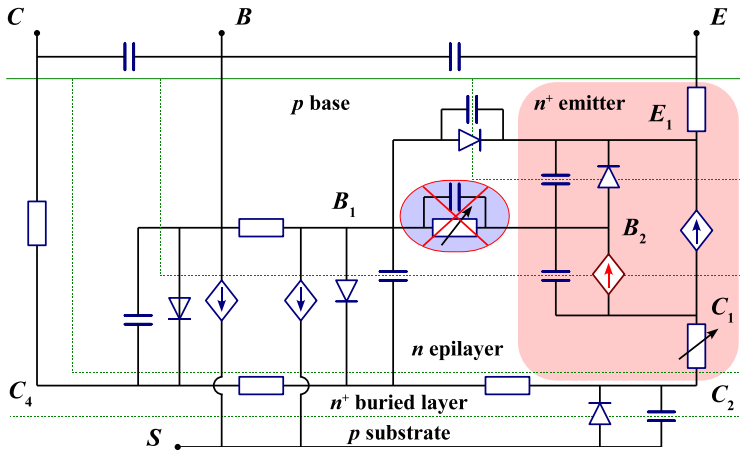 C B E
p base
n+ emitter
E1
B1
B2
C1
n epilayer
C4
n+ buried layer
C2
S
p substrate